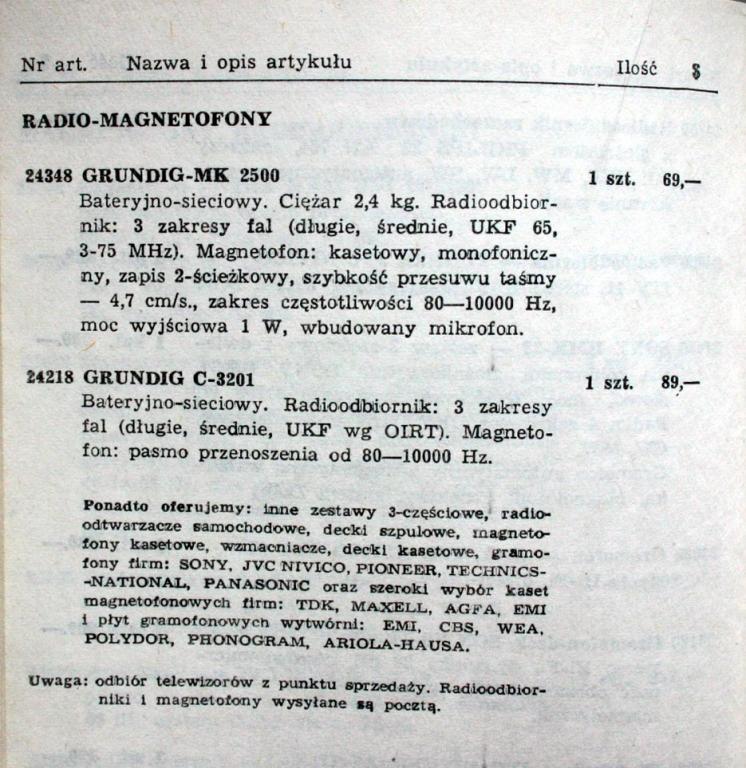 Nr art. Nazwa i opis artykułu Ilość $
RADIO-MAGNETOFONY
24348 GRUNDIG-MK 2500 1 szt. 69,—
Bateryjno-sieciowy. Ciężar 2,4 kg. Radioodbior-
nik: 3 zakresy fal (długie, średnie, UKF 65,
3-75 MHz). Magnetofon: kasetowy, monofomicz-
ny, zapis 2-ścieżkowy, szybkość przesuwu taśmy
— 4,7 cm/s., zakres częstotliwości 80—10000 Hz,
moc wyjściowa 1 W, wbudowany mikrofon.
24218 GRUNDIG C-3201 1 szt. 89,—
Bateryjno-sieciowy. Radioodbiornik: 3 zakresy
fal (długie, średnie, UKF wg OIRT). Magneto-
fon: pasmo przenoszenia od 80—10000 Hz.
Ponadto oferujemy: inne zestawy 3-częściowe, radio-
odtwarzacze samochodowe, decki szpulowe, magneto-
fony kasetowe, wzmacniacze, decki kasetowe, gramo-
fony firm: SONY, JVC NIVICO, PIONEER, TECHNICS-
-NATIONAL, PANASONIC oraz szeroki wybór kaset
magnetofonowych firm: TDK, MAXELL, AGFA, EMI
i płyt gramofonowych wytwórni: EMI, CBS, WEA,
POLYDOR, PHONOGRAM, ARIOLA-HAUSA.
Uwaga: odbiór telewizorów z punktu sprzedaży. Radioodbior-
niki i magnetofony wysyłane są pocztą.